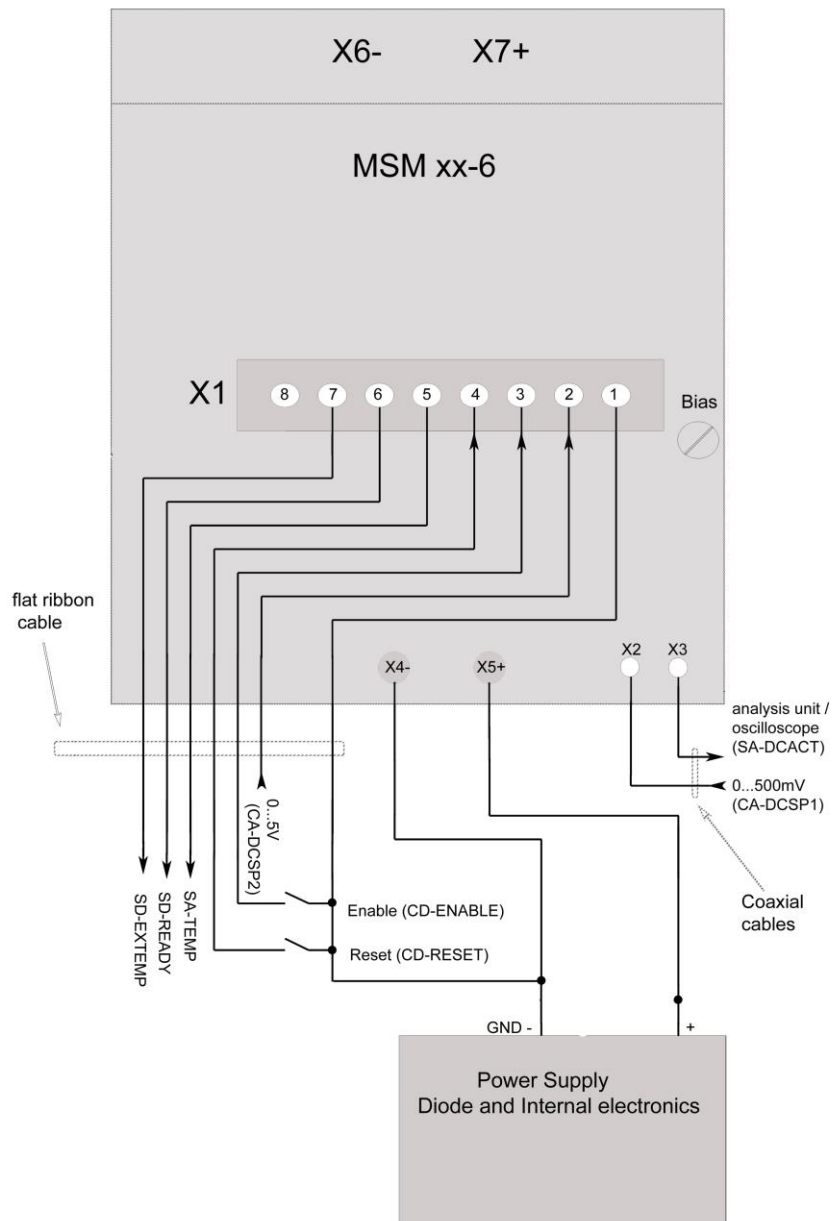 X6- X7+
MSM xx-6
X1 8 7 6 5 4 3 2 1
Bias
flat ribbon
cable
X4- X5+ X2 X3
analysis unit /
oscilloscope
(SA-DCACT)
0...500mV
(CA-DCSP1)
0...5V
(CA-DCSP2)
SD-EXTEMP
SD-READY
SA-TEMP
Enable (CD-ENABLE)
Reset (CD-RESET)
Coaxial
cables
GND - +
Power Supply
Diode and Internal electronics